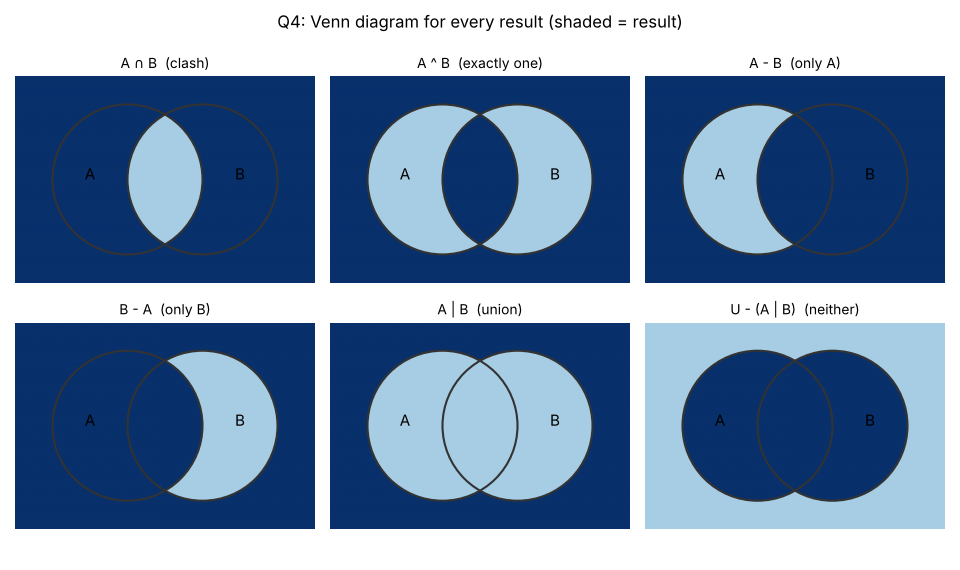 Q4: Venn diagram for every result (shaded = result)
A ∩ B (clash)
A ^ B (exactly one)
A - B (only A)
A B
A B
A B
B - A (only B)
A | B (union)
U - (A | B) (neither)
A B
A B
A B